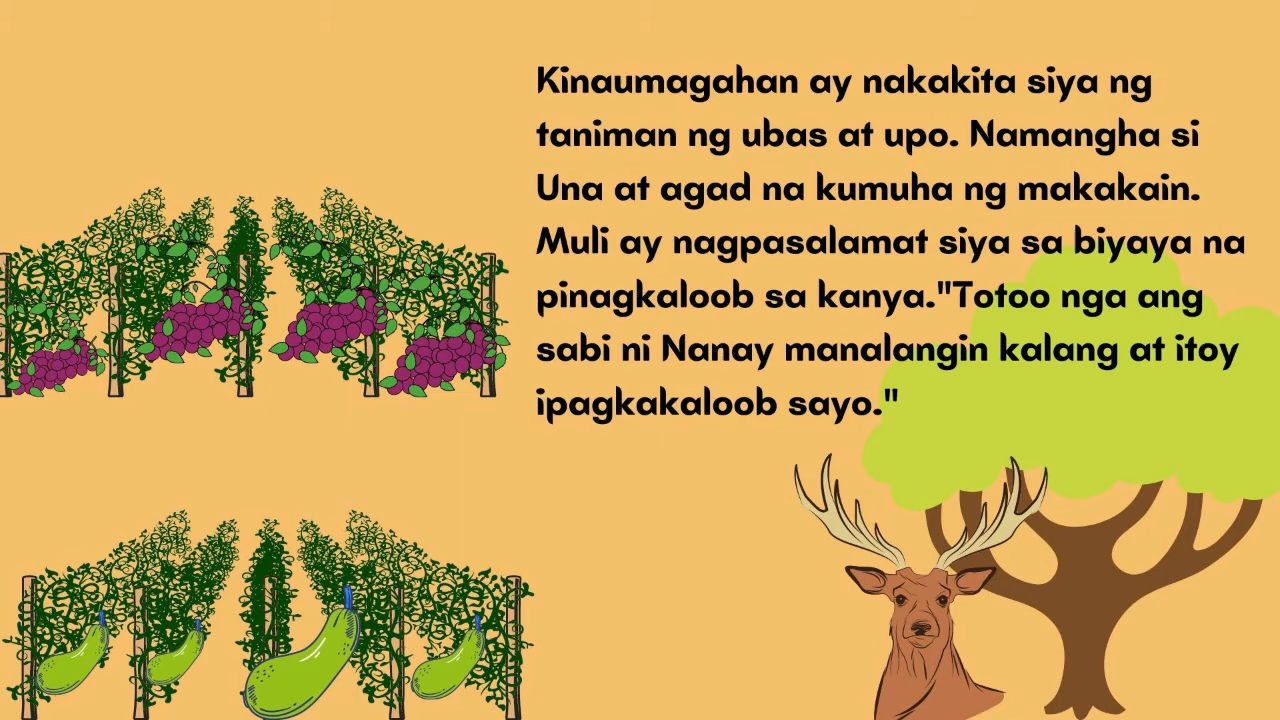 Kinaumagahan ay nakakita siya ng
taniman ng ubas at upo. Namangha si
Una at agad na kumuha ng makakain.
Muli ay nagpasalamat siya sa biyaya na
pinagkaloob sa kanya."Totoo nga ang
sabi ni Nanay manalangin kalang at itoy
ipagkakaloob sayo."